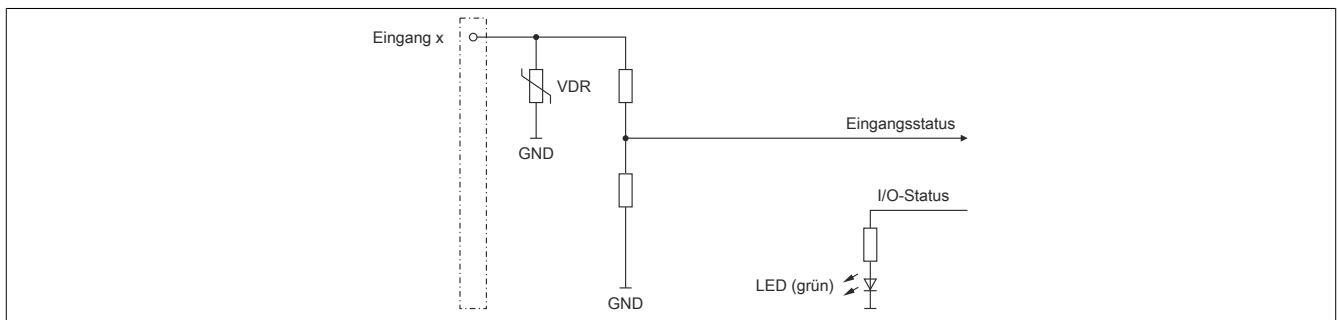 Eingang x
VDR
GND
Eingangsstatus
GND
I/O-Status
LED (grün)